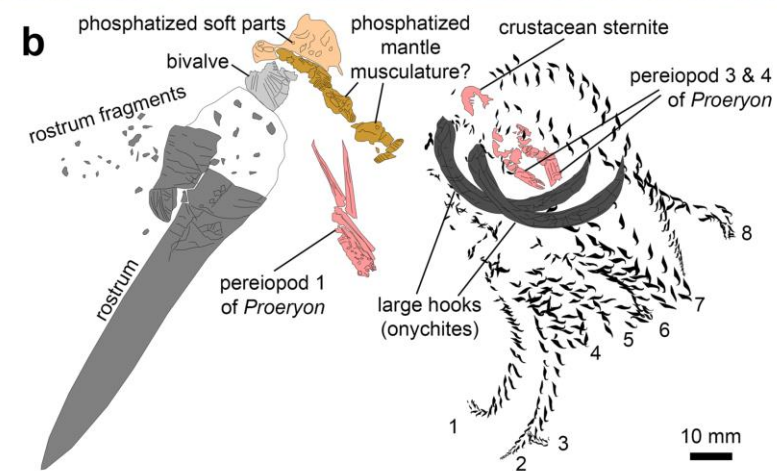 b
phosphatized soft parts
bivalve
rostrum fragments
phosphatized
mantle
musculature?
crustacean sternite
pereiopod 3 & 4
of Proeryon
rostrum
pereiopod 1
of Proeryon
large hooks
(onychites)
8
7
6
5
4
1
3
2
10 mm